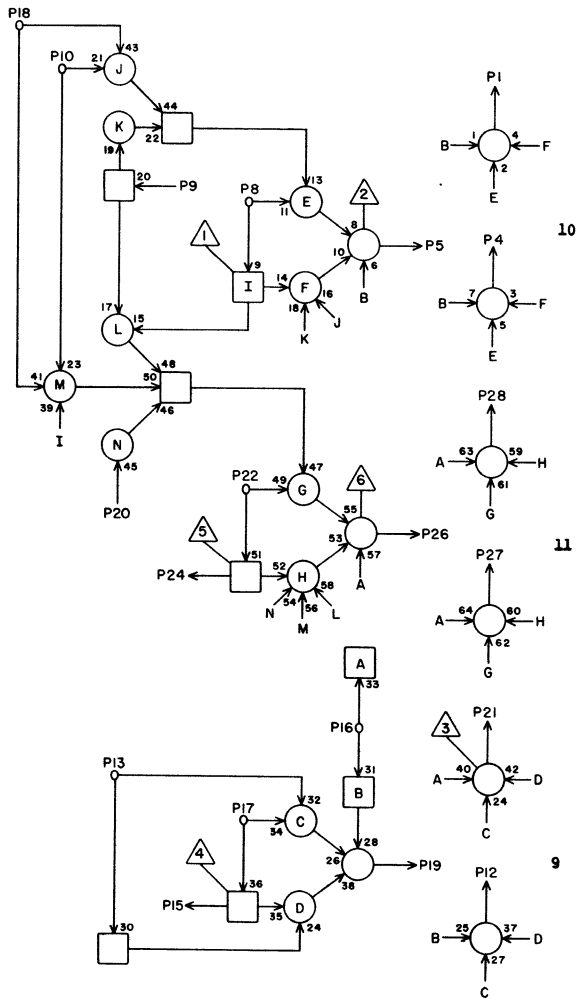 P18
43
P10
21
J
44
K
22
19
20
P9
P1
1
4
B
F
2
E
10
P8
13
11
E
2
8
1
9
10
P5
6
I
14
F
16
B
18
J
K
P4
7
3
B
F
5
E
17
15
L
48
23
41
M
50
39
46
I
N
45
P20
P28
63
59
A
H
61
G
P22
47
49
G
6
55
5
51
53
P26
57
P24
52
H
58
A
N
54
56
L
M
11
P27
64
60
A
H
62
G
A
33
P16
31
B
P21
3
40
42
A
D
24
C
P13
32
P17
34
C
28
26
P19
38
4
36
P15
35
D
24
30
9
P12
25
37
B
D
27
C